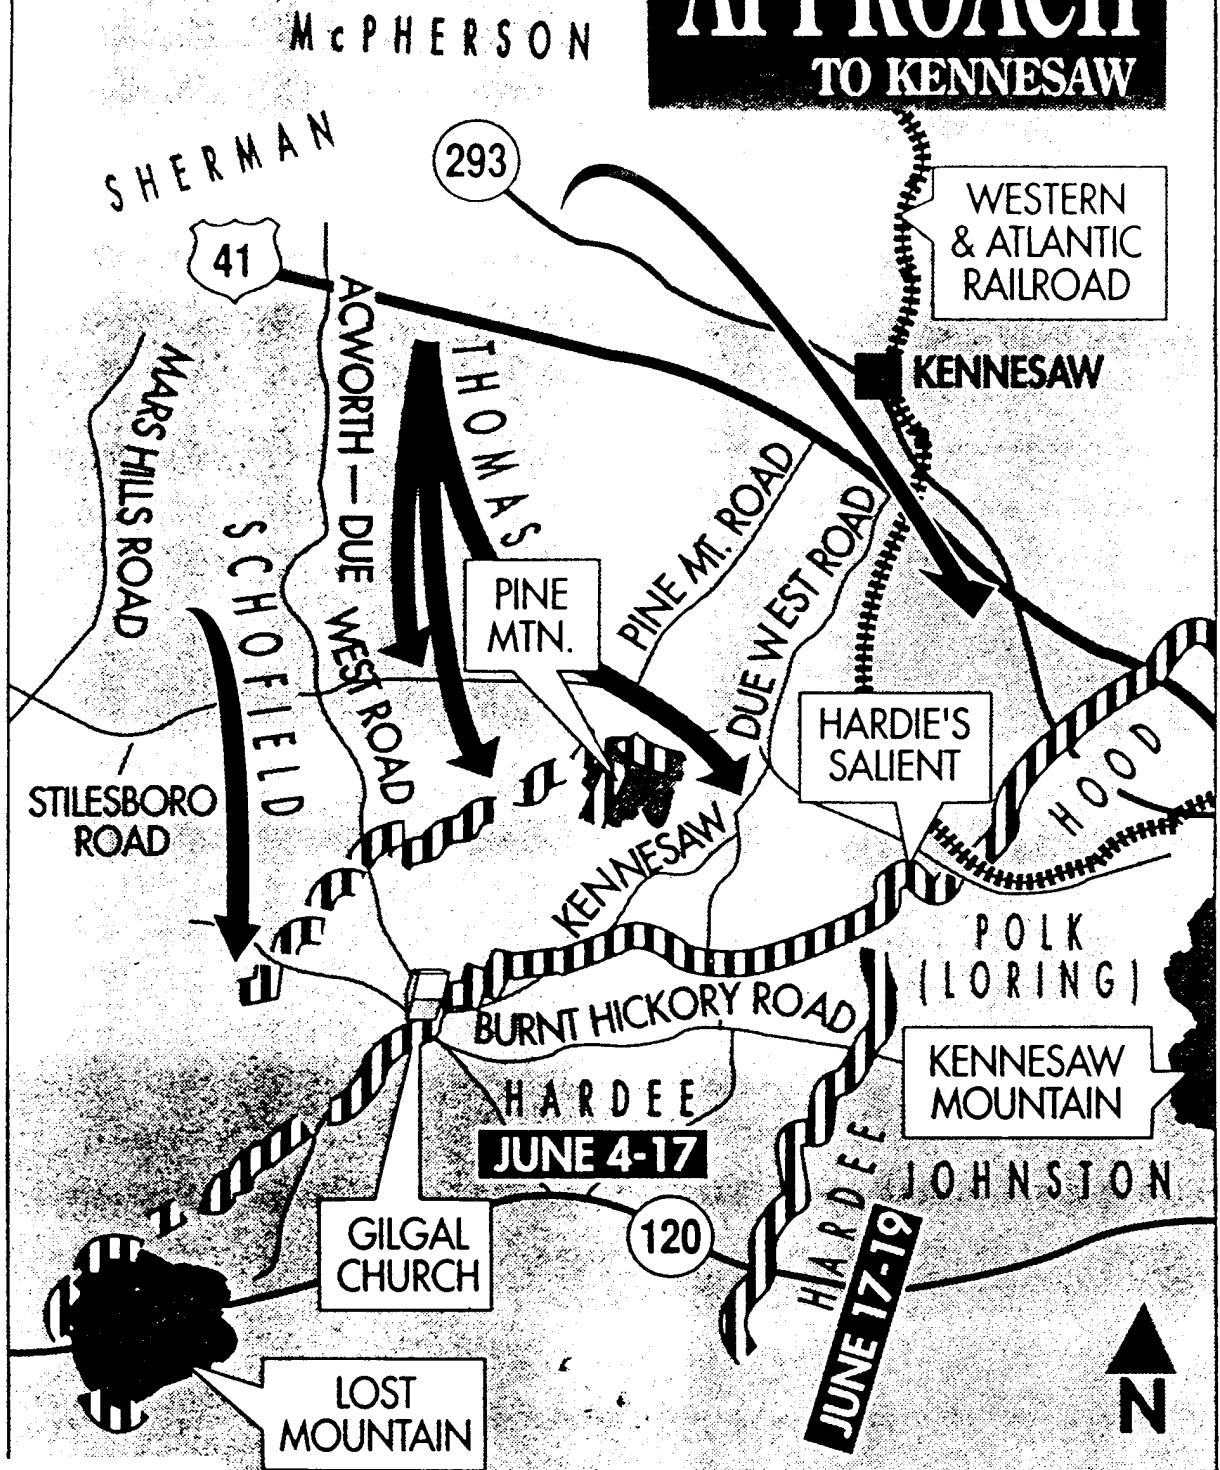 APPROACH
TO KENNESAW
McPHERSON
SHERMAN
293
WESTERN
& ATLANTIC
RAILROAD
41
KENNESAW
ACWORTH – DUE WEST ROAD
THOMAS
MARS HILLS ROAD
SCHOFIELD
PINE
MTN.
PINE MT. ROAD
KENNESAW DUE WEST ROAD
HARDIE'S
SALIENT
HOOD
STILESBORO
ROAD
POLK
(LORING)
BURNT HICKORY ROAD
KENNESAW
MOUNTAIN
HARDEE
JUNE 4-17
HARDEE
JUNE 17-19
JOHNSTON
GILGAL
CHURCH
120
LOST
MOUNTAIN
N